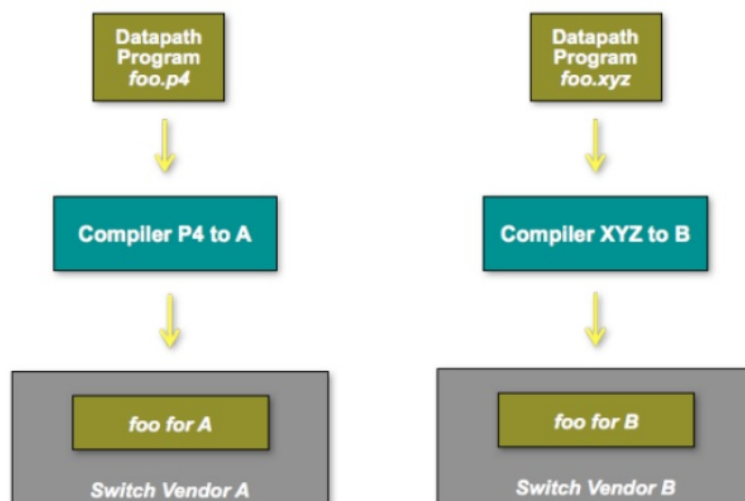 Datapath
Program
foo.p4
Datapath
Program
foo.xyz
Compiler P4 to A
Compiler XYZ to B
foo for A
foo for B
Switch Vendor A
Switch Vendor B